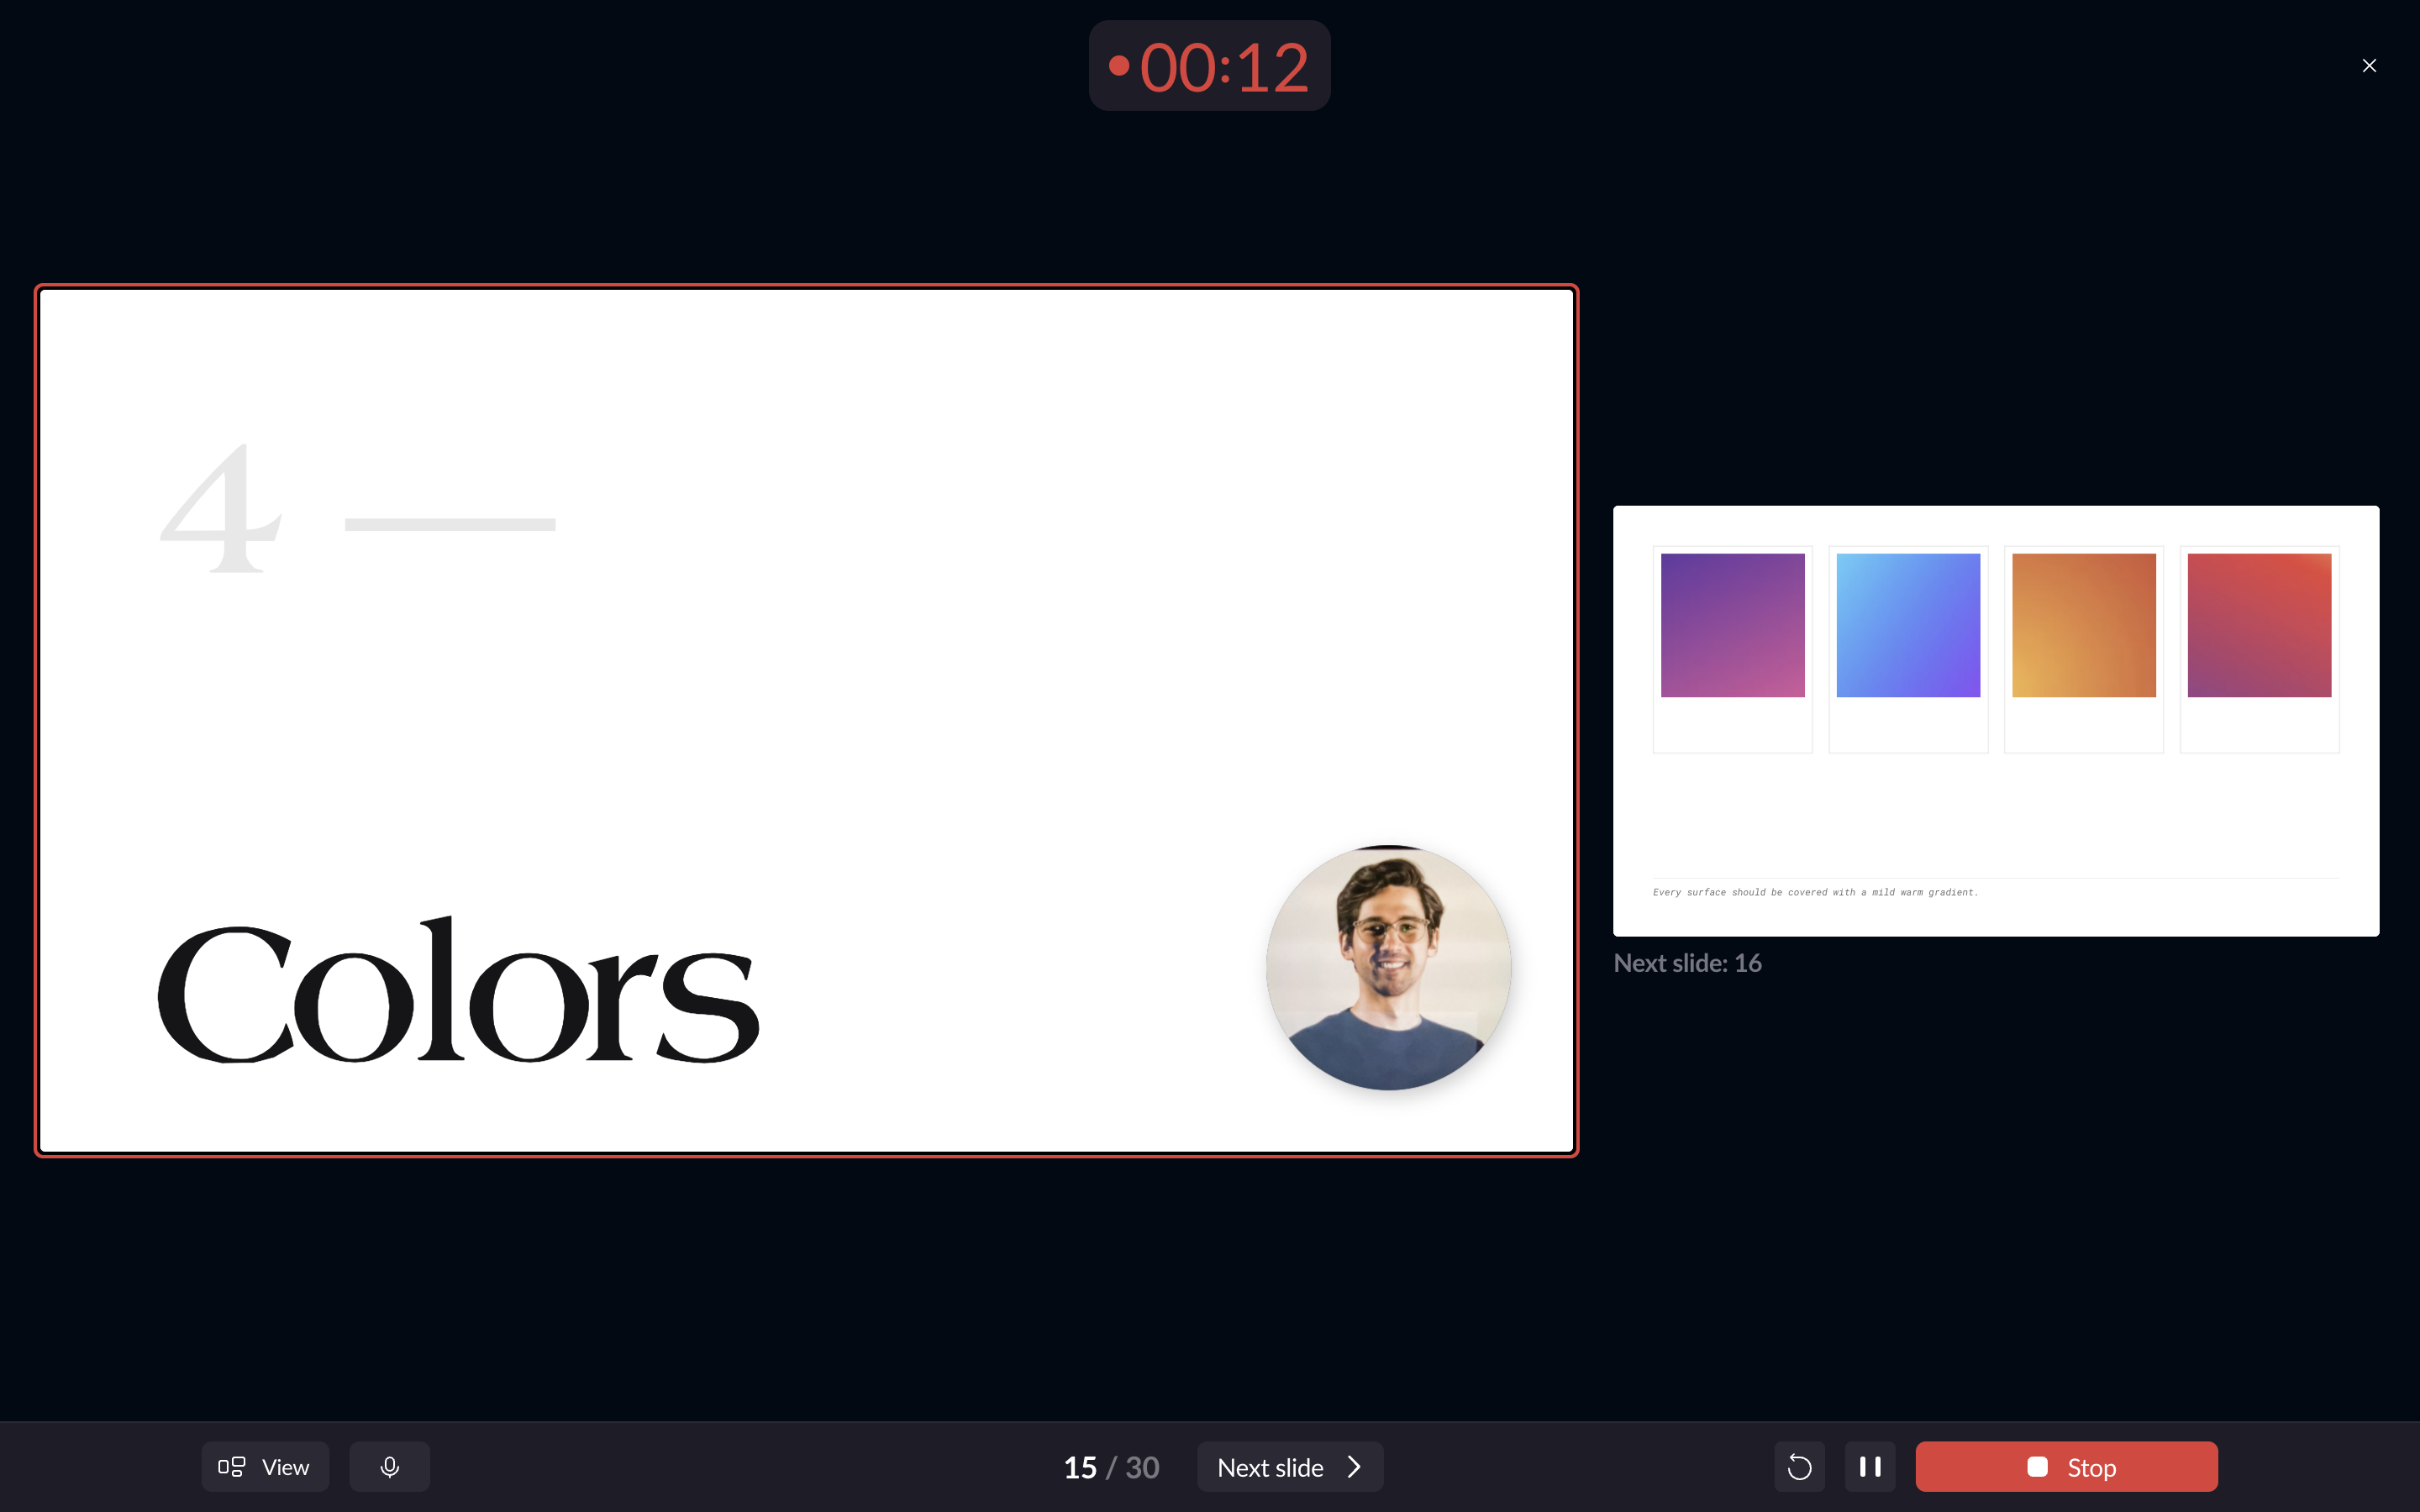 00:12
4 —
Colors
Every surface should be covered with a mild warm gradient.
Next slide: 16
View
15 / 30
Next slide
Stop